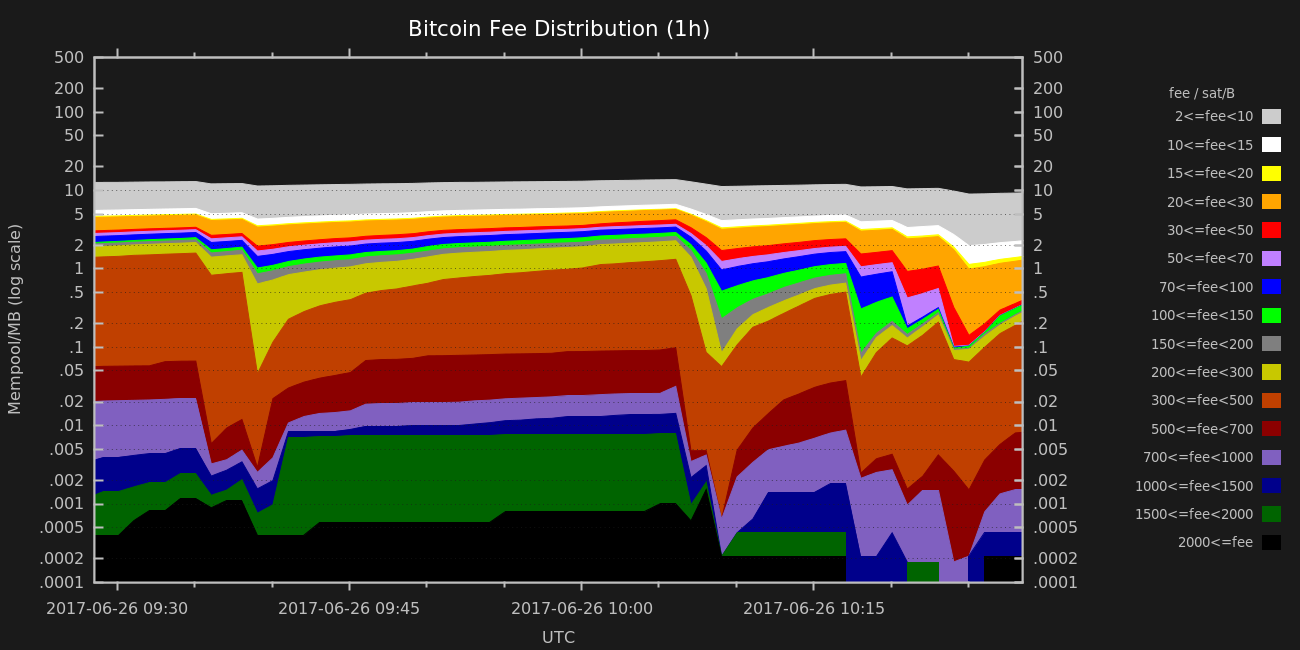 Bitcoin Fee Distribution (1h)
500
200
100
50
20
10
5
2
1
.5
.2
.1
.05
.02
.01
.005
.002
.001
.0005
.0002
.0001
Mempool/MB (log scale)
500
200
100
50
20
10
5
2
1
.5
.2
.1
.05
.02
.01
.005
.002
.001
.0005
.0002
.0001
2017-06-26 09:30
2017-06-26 09:45
2017-06-26 10:00
2017-06-26 10:15
UTC
fee / sat/B
2<=fee<10
10<=fee<15
15<=fee<20
20<=fee<30
30<=fee<50
50<=fee<70
70<=fee<100
100<=fee<150
150<=fee<200
200<=fee<300
300<=fee<500
500<=fee<700
700<=fee<1000
1000<=fee<1500
1500<=fee<2000
2000<=fee